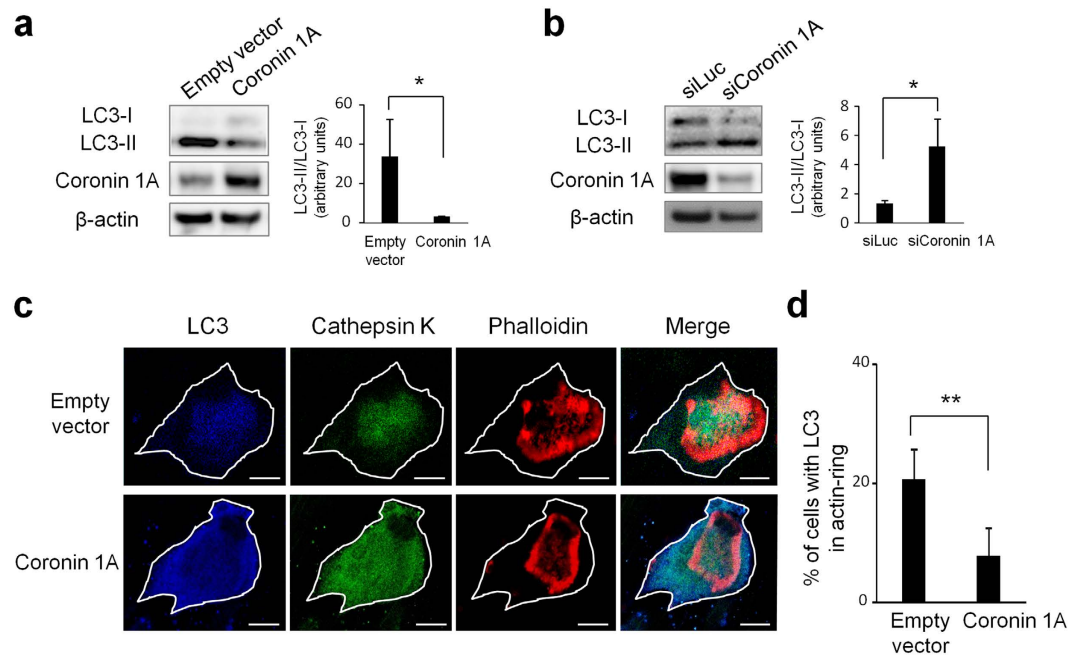 a
Empty vector
Coronin 1A
LC3-I
LC3-II
Coronin 1A
β-actin
LC3-II/LC3-I
(arbitrary units)
60
40
20
0
*
Empty
vector
Coronin 1A
b
siLuc
siCoronin 1A
LC3-I
LC3-II
Coronin 1A
β-actin
LC3-II/LC3-I
(arbitrary units)
8
6
4
2
0
*
siLuc
siCoronin 1A
c
LC3
Cathepsin K
Phalloidin
Merge
Empty
vector
Coronin 1A
d
% of cells with LC3
in actin-ring
40
20
0
**
Empty
vector
Coronin 1A